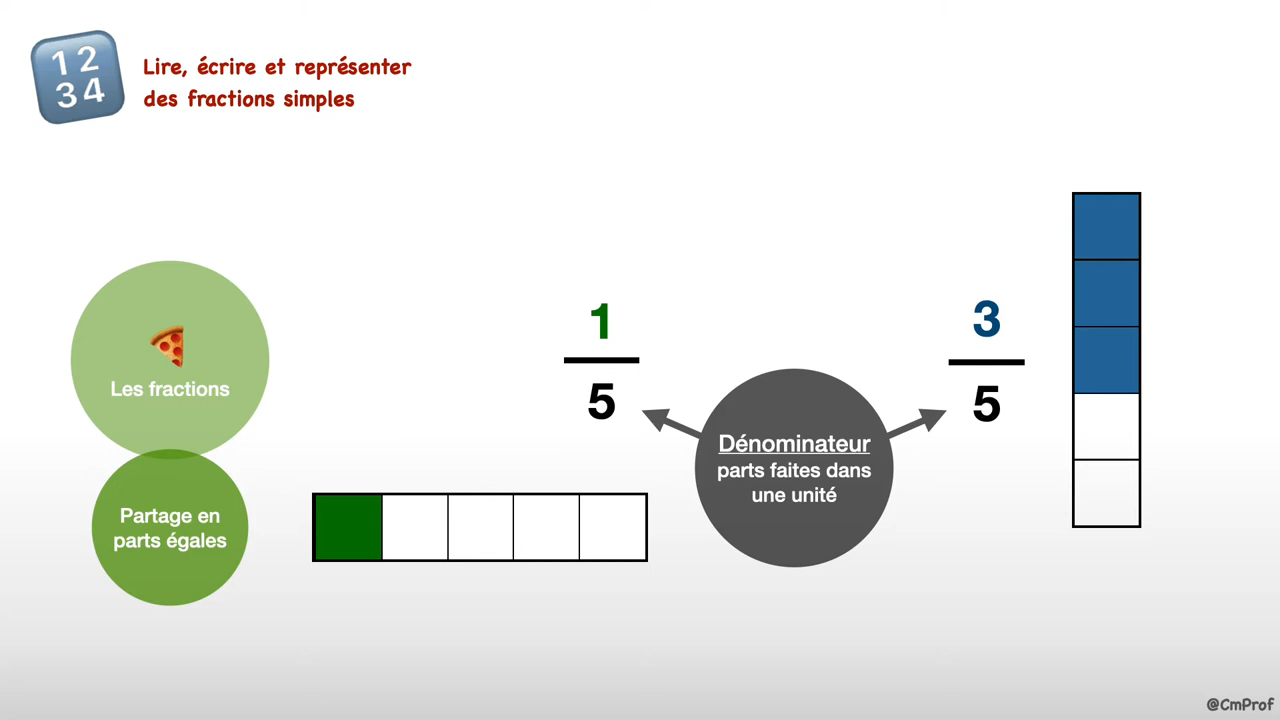 1 2
3 4
Lire, écrire et représenter
des fractions simples
Les fractions
Partage en
parts égales
1
5
Dénominateur
parts faites dans
une unité
3
5
@CmProf